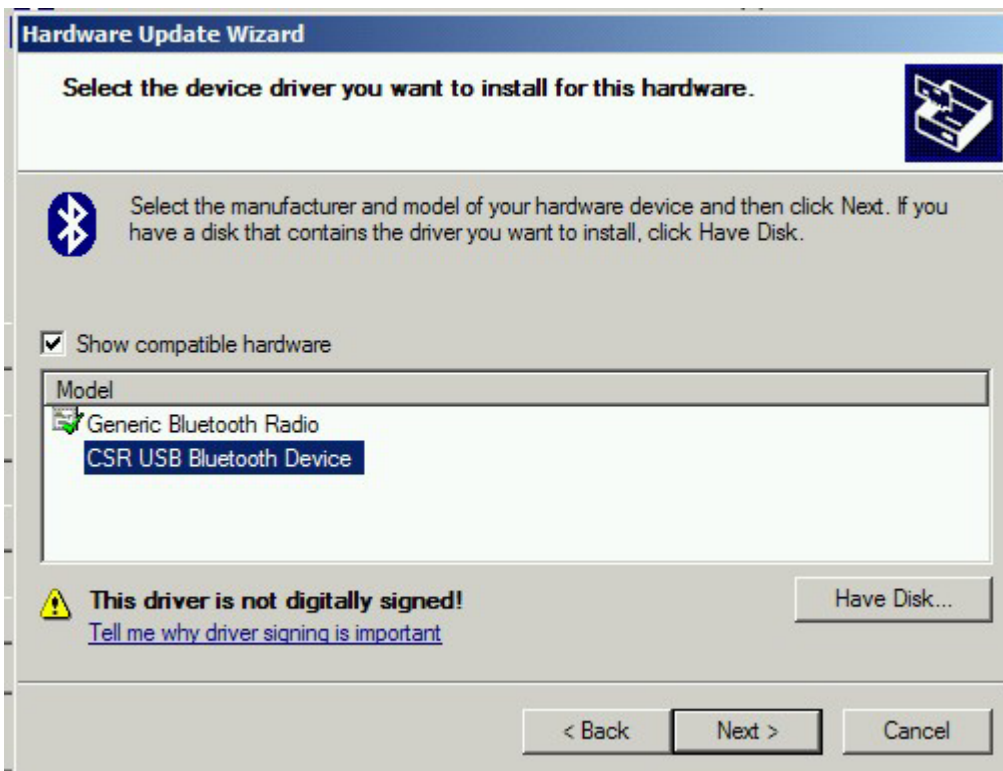 Hardware Update Wizard
Select the device driver you want to install for this hardware.
Select the manufacturer and model of your hardware device and then click Next. If you
have a disk that contains the driver you want to install, click Have Disk.
Show compatible hardware
Model
Generic Bluetooth Radio
CSR USB Bluetooth Device
This driver is not digitally signed!
Have Disk...
Tell me why driver signing is important
< Back
Next >
Cancel